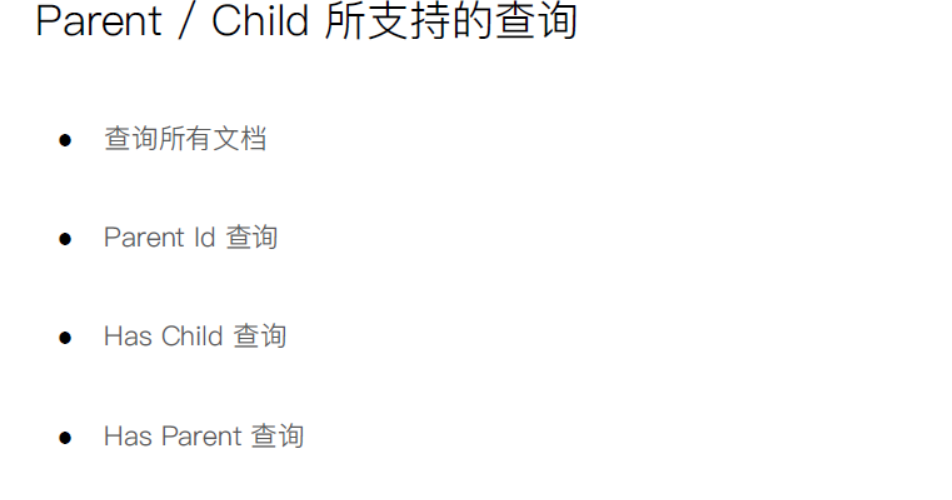 Parent / Child 所支持的查询
● 查询所有文档
● Parent Id 查询
● Has Child 查询
● Has Parent 查询